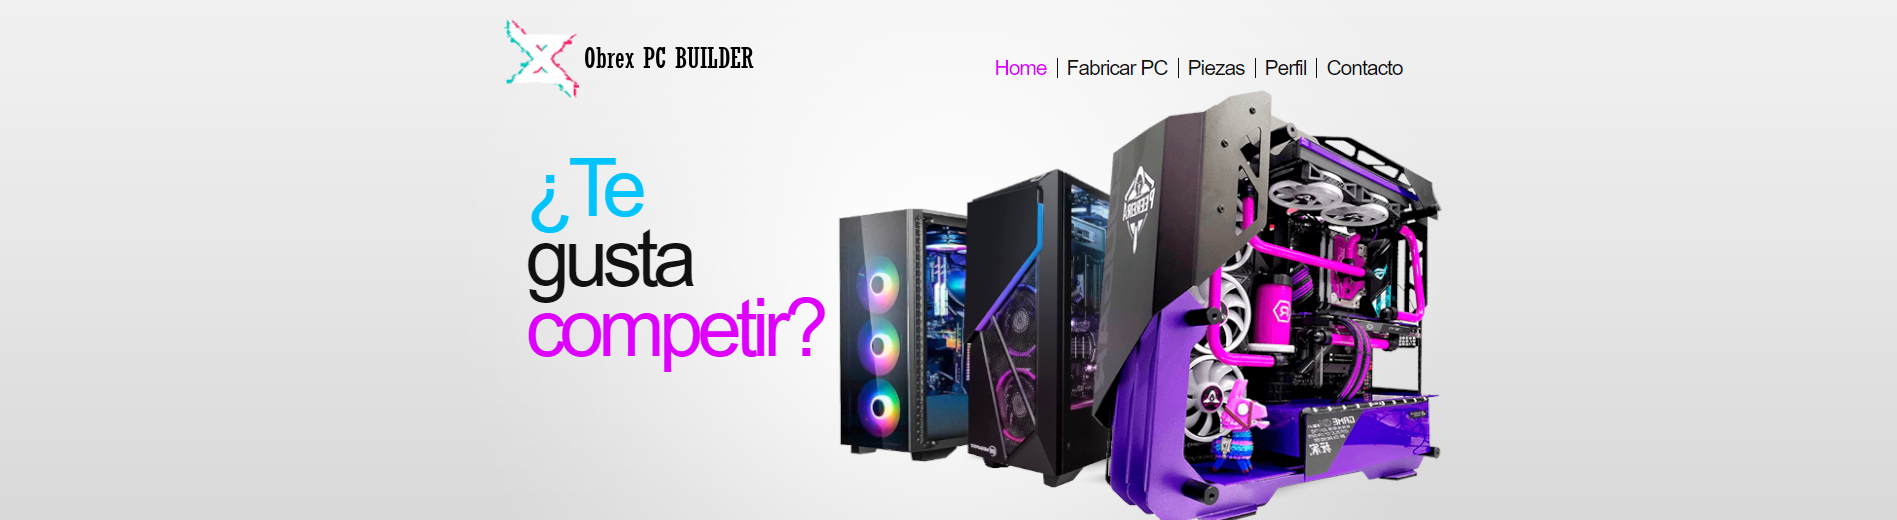 Obrex PC BUILDER
Home | Fabricar PC | Piezas | Perfil | Contacto
¿Te
gusta
competir?